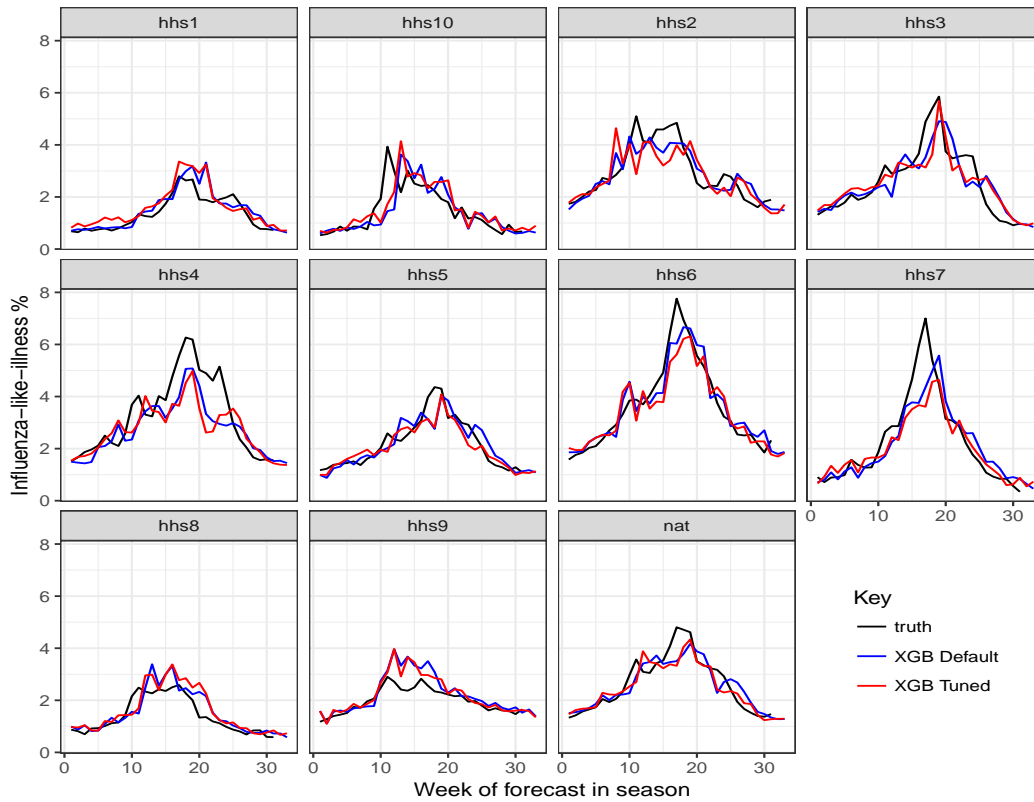 hhs1 hhs10 hhs2 hhs3
8
6
4
2
0
hhs4 hhs5 hhs6 hhs7
8
6
4
2
0
0 10 20 30
hhs8 hhs9 nat
8
6
4
2
0
0 10 20 30 0 10 20 30 0 10 20 30
Influenza-like-illness %
Week of forecast in season
Key
truth
XGB Default
XGB Tuned